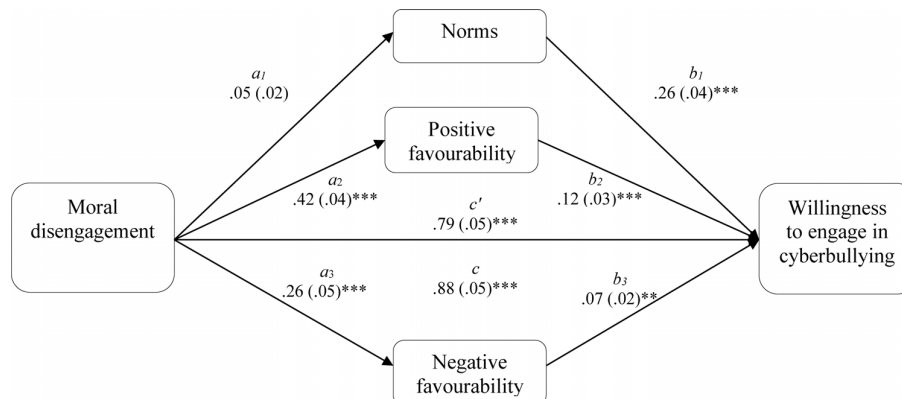 Norms
a1
.05 (.02)
b1
.26 (.04)***
Positive
favourability
a2
.42 (.04)***
b2
.12 (.03)***
Moral
disengagement
c'
.79 (.05)***
Willingness
to engage in
cyberbullying
a3
.26 (.05)***
c
.88 (.05)***
b3
.07 (.02)**
Negative
favourability